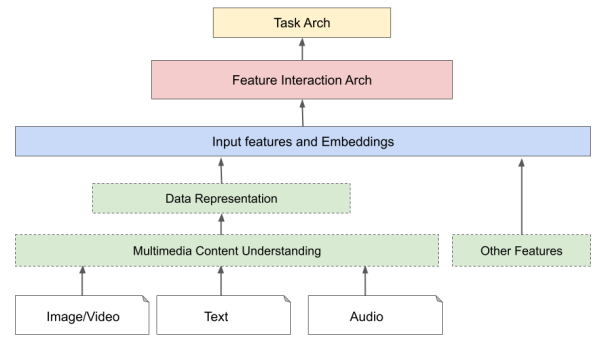 Task Arch
Feature Interaction Arch
Input features and Embeddings
Data Representation
Multimedia Content Understanding
Other Features
Image/Video
Text
Audio